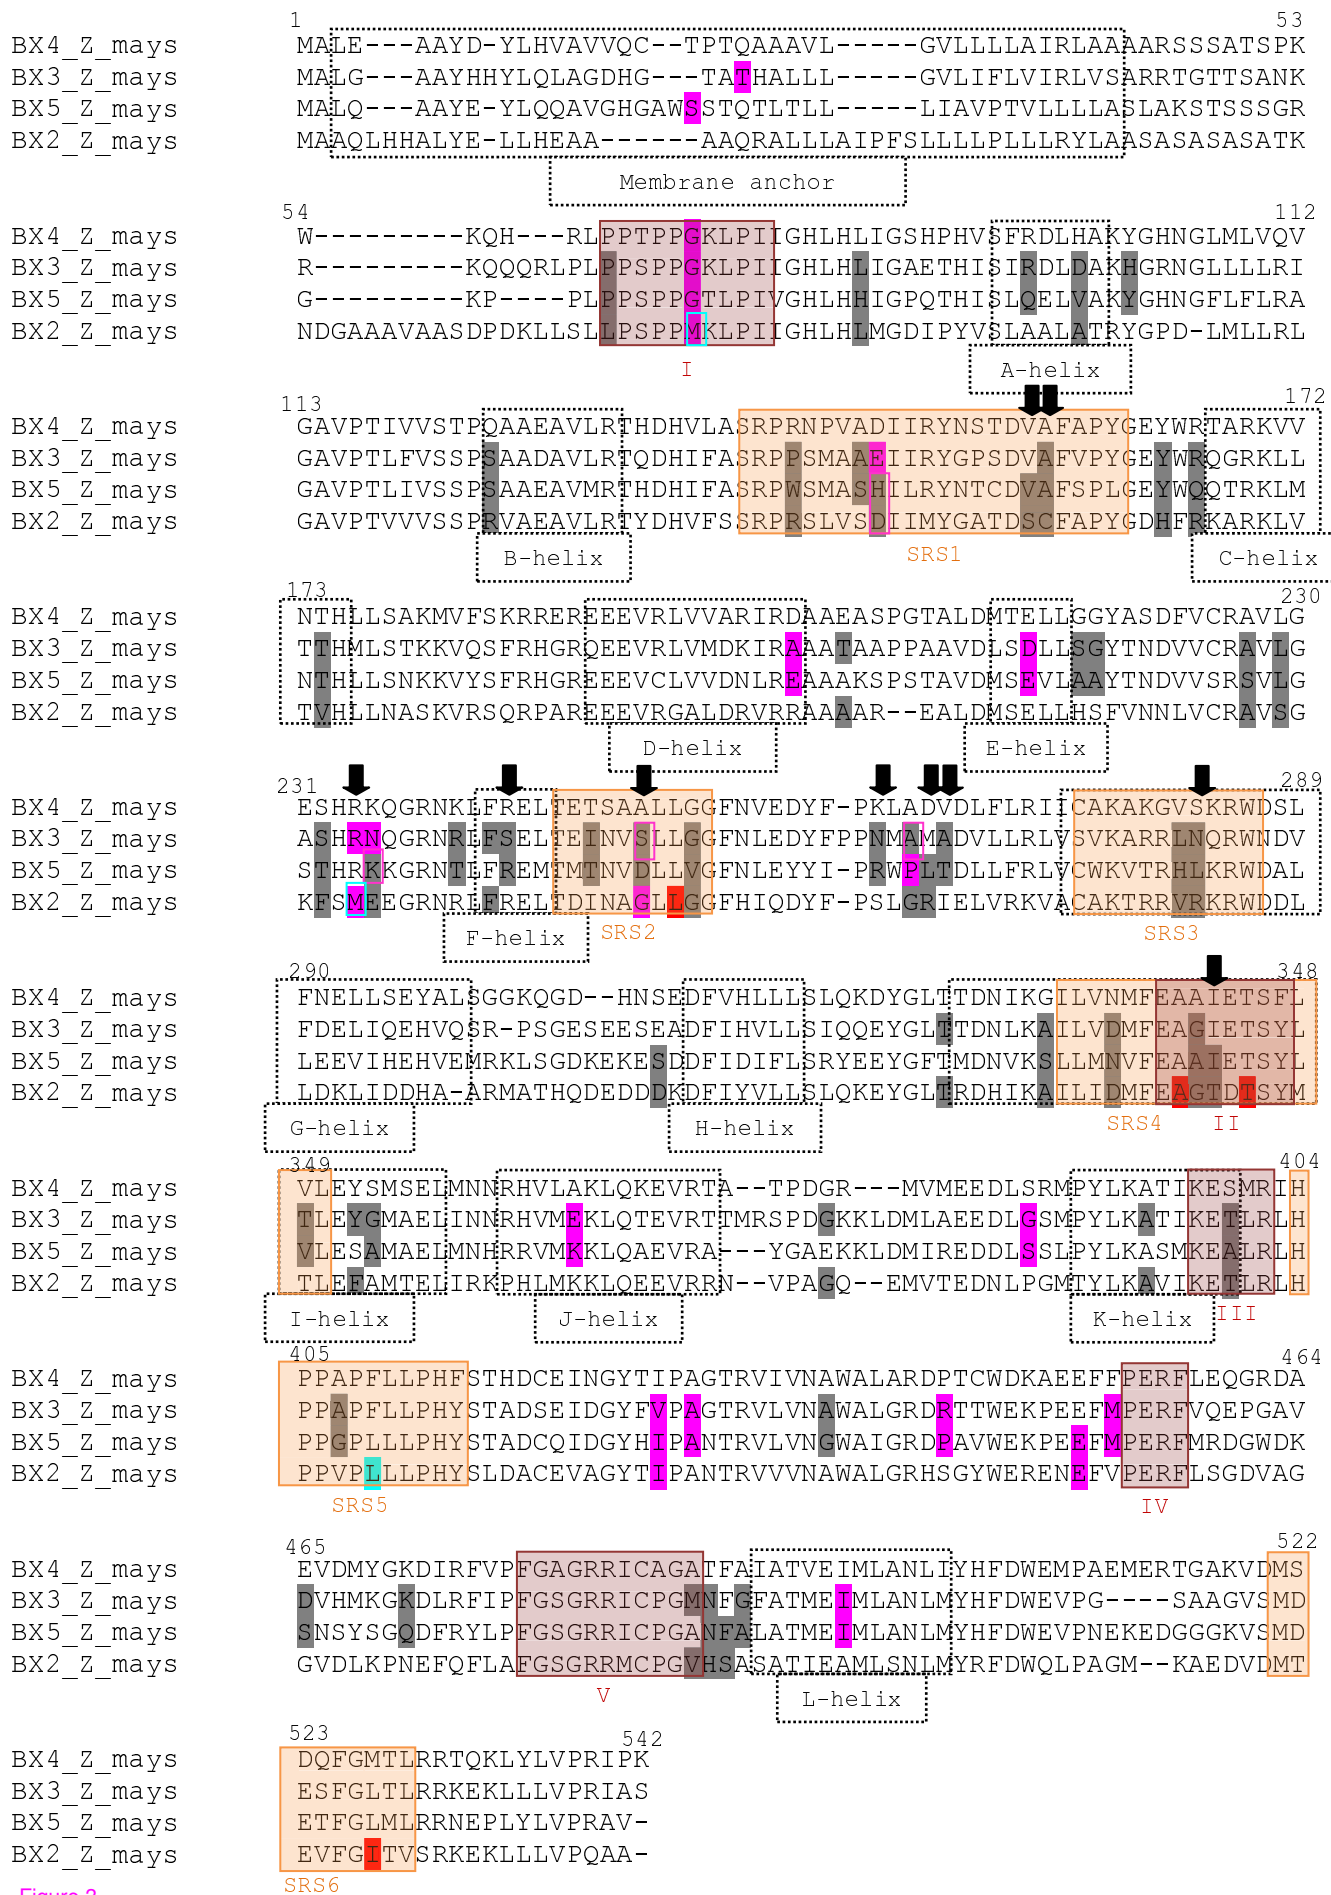 1 53
BX4_Z_mays MALE---AAYD-YLHVAVVQC--TPTQAAAVL-----GVLLLLAIRLAAAARSSSATSPK
BX3_Z_mays MALG---AAYHHYLQLAGDHG---TATHALLL-----GVLIFLVIRLVSARRTGTTSANK
BX5_Z_mays MALQ---AAYE-YLQQAVGHGAWSSTQTLTLL-----LIAVPTVLLLLASLAKSTSSSGR
BX2_Z_mays MAAQLHHALYE-LLHEAA------AAQRALLLAIPFSLLLLPLLLRYLAASASASASATK
Membrane anchor
54 112
BX4_Z_mays W---------KQH---RLPPTPPGKLPIIGHLHLIGSHPHVSFRDLHAKYGHNGLMLVQV
BX3_Z_mays R---------KQQQRLPLPPSPPGKLPIIGHLHLIGAETHISIRDLDAKHGRNGLLLLRI
BX5_Z_mays G---------KP----PLPPSPPGTLPIVGHLHHIGPQTHISLQELVAKYGHNGFLFLRA
BX2_Z_mays NDGAAAVAASDPDKLLSLLPSPPMKLPIIGHLHLMGDIPYVSLAALATRYGPD-LMLLRL
I A-helix
113 172
BX4_Z_mays GAVPTIVVSTPQAAEAVLRTHDHVLASRPRNPVADIIRYNSTDVAFAPYGEYWRTARKVV
BX3_Z_mays GAVPTLFVSSPSAADAVLRTQDHIFASRPPSMAAEIIRYGPSDVAFVPYGEYWRQGRKLL
BX5_Z_mays GAVPTLIVSSPSAAEAVMRTHDHIFASRPWSMASHILRYNTCDVAFSPLGEYWQQTRKLM
BX2_Z_mays GAVPTVVVSSPRVAEAVLRTYDHVFSSRPRSLVSDIIMYGATDSCFAPYGDHFRKARKLV
B-helix SRS1 C-helix
173 230
BX4_Z_mays NTHLLSAKMVFSKRREREEEVRLVVARIRDAAEASPGTALDMTELLGGYASDFVCRAVLG
BX3_Z_mays TTHMLSTKKVQSFRHGRQEEVRLVMDKIRAAATAAPPAAVDLSDLLSGYTNDVVCRAVLG
BX5_Z_mays NTHLLSNKKVYSFRHGREEEVCLVVDNLREAAAKSPSTAVDMSEVLAAYTNDVVSRSVLG
BX2_Z_mays TVHLLNASKVRSQRPAREEEVRGALDRVRRAAAAR--EALDMSELLHSFVNNLVCRAVSG
D-helix E-helix
231 289
BX4_Z_mays ESHRKQGRNKLFRELTETSAALLGGFNVEDYF-PKLADVDLFLRIICAKAKGVSKRWDSL
BX3_Z_mays ASHRNQGRNRLFSELTEINVSLLGGFNLEDYFPPNMAMADVLLRLVSVKARRLNQRWNDV
BX5_Z_mays STHRKKGRNTLFREMTMTNVDLLVGFNLEYYI-PRWPLTDLLFRLVCWKVTRHLKRWDAL
BX2_Z_mays KFSMEEGRNRLFRELTDINAGLLGGFHIQDYF-PSLGRIELVRKVACAKTRRVRKRWDDL
F-helix SRS2 SRS3
290 348
BX4_Z_mays FNELLSEYALSGGKQGD--HNSEDFVHLLLSLQKDYGLTTDNIKGILVNMFEAAIETSFL
BX3_Z_mays FDELIQEHVQSR-PSGESEESEADFIHVLLSIQQEYGLTTDNLKAILVDMFEAGIETSYL
BX5_Z_mays LEEVIHEHVEMRKLSGDKEKESDDFIDIFLSRYEEYGFTMDNVKSLLMNVFEAAIETSYL
BX2_Z_mays LDKLIDDHA-ARMATHQDEDDDKDFIYVLLSLQKEYGLTRDHIKAILIDMFEAGTDTSYM
G-helix H-helix SRS4 II
349 404
BX4_Z_mays VLEYSMSELMNNRHVLAKLQKEVRTA--TPDGR---MVMEEDLSRMPYLKATIKESMRIH
BX3_Z_mays TLEYGMAELINNRHVMEKLQTEVRTTMRSPDGKKLDMLAEEDLGSMPYLKATIKETLRLH
BX5_Z_mays VLESAMAELMNHRRVMKKLQAEVRA---YGAEKKLDMIREDDLSSLPYLKASMKEALRLH
BX2_Z_mays TLEFAMTELIRKPHLMKKLQEEVRRN--VPAGQ--EMVTEDNLPGMTYLKAVIKETLRLH
I-helix J-helix K-helix III
405 464
BX4_Z_mays PPAPFLLPHFSTHDCEINGYTIPAGTRVIVNAWALARDPTCWDKAEEFFPERFLEQGRDA
BX3_Z_mays PPAPFLLPHYSTADSEIDGYFVPAGTRVLVNAWALGRDRTTWEKPEEFMPERFVQEPGAV
BX5_Z_mays PPGPLLLPHYSTADCQIDGYHIPANTRVLVNGWAIGRDPAVWEKPEEFMPERFMRDGWDK
BX2_Z_mays PPVPLLLPHYSLDACEVAGYTIPANTRVVVNAWALGRHSGYWERENEFVPERFLSGDVAG
SRS5 IV
465 522
BX4_Z_mays EVDMYGKDIRFVPFGAGRRICAGATFAIATVEIMLANLIYHFDWEMPAEMERTGAKVDMS
BX3_Z_mays DVHMKGKDLRFIPFGSGRRICPGMNFGFATMEIMLANLMYHFDWEVPG----SAAGVSMD
BX5_Z_mays SNSYSGQDFRYLPFGSGRRICPGANFALATMEIMLANLMYHFDWEVPNEKEDGGGKVSMD
BX2_Z_mays GVDLKPNEFQFLAFGSGRRMCPGVHSASATIEAMLSNLMYRFDWQLPAGM--KAEDVDMT
V L-helix
523 542
BX4_Z_mays DQFGMTLRRTQKLYLVPRIPK
BX3_Z_mays ESFGLTLRRKEKLLLVPRIAS
BX5_Z_mays ETFGLMLRRNEPLYLVPRAV-
BX2_Z_mays EVFGITVSRKEKLLLVPQAA-
SRS6